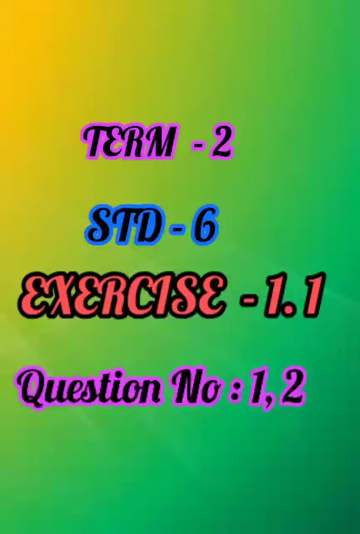 TERM - 2
STD - 6
EXERCISE - 1.1
Question No : 1, 2